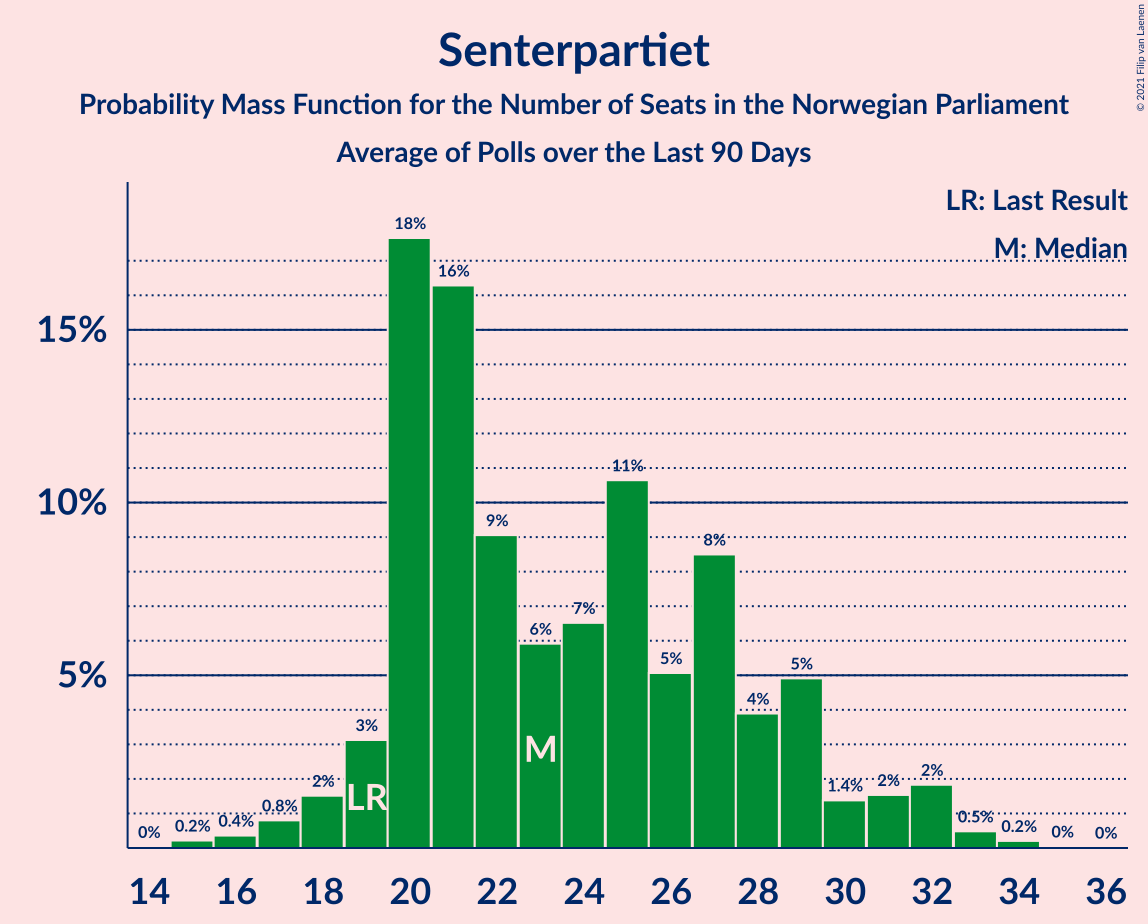 Senterpartiet
Probability Mass Function for the Number of Seats in the Norwegian Parliament
Average of Polls over the Last 90 Days
© 2021 Filip van Laenen
LR: Last Result
M: Median
15%
10%
5%
0%
0.2%
0.4%
0.8%
2%
3%
18%
16%
9%
6%
7%
11%
5%
8%
4%
5%
1.4%
2%
2%
0.5%
0.2%
0%
0%
LR
M
14 16 18 20 22 24 26 28 30 32 34 36